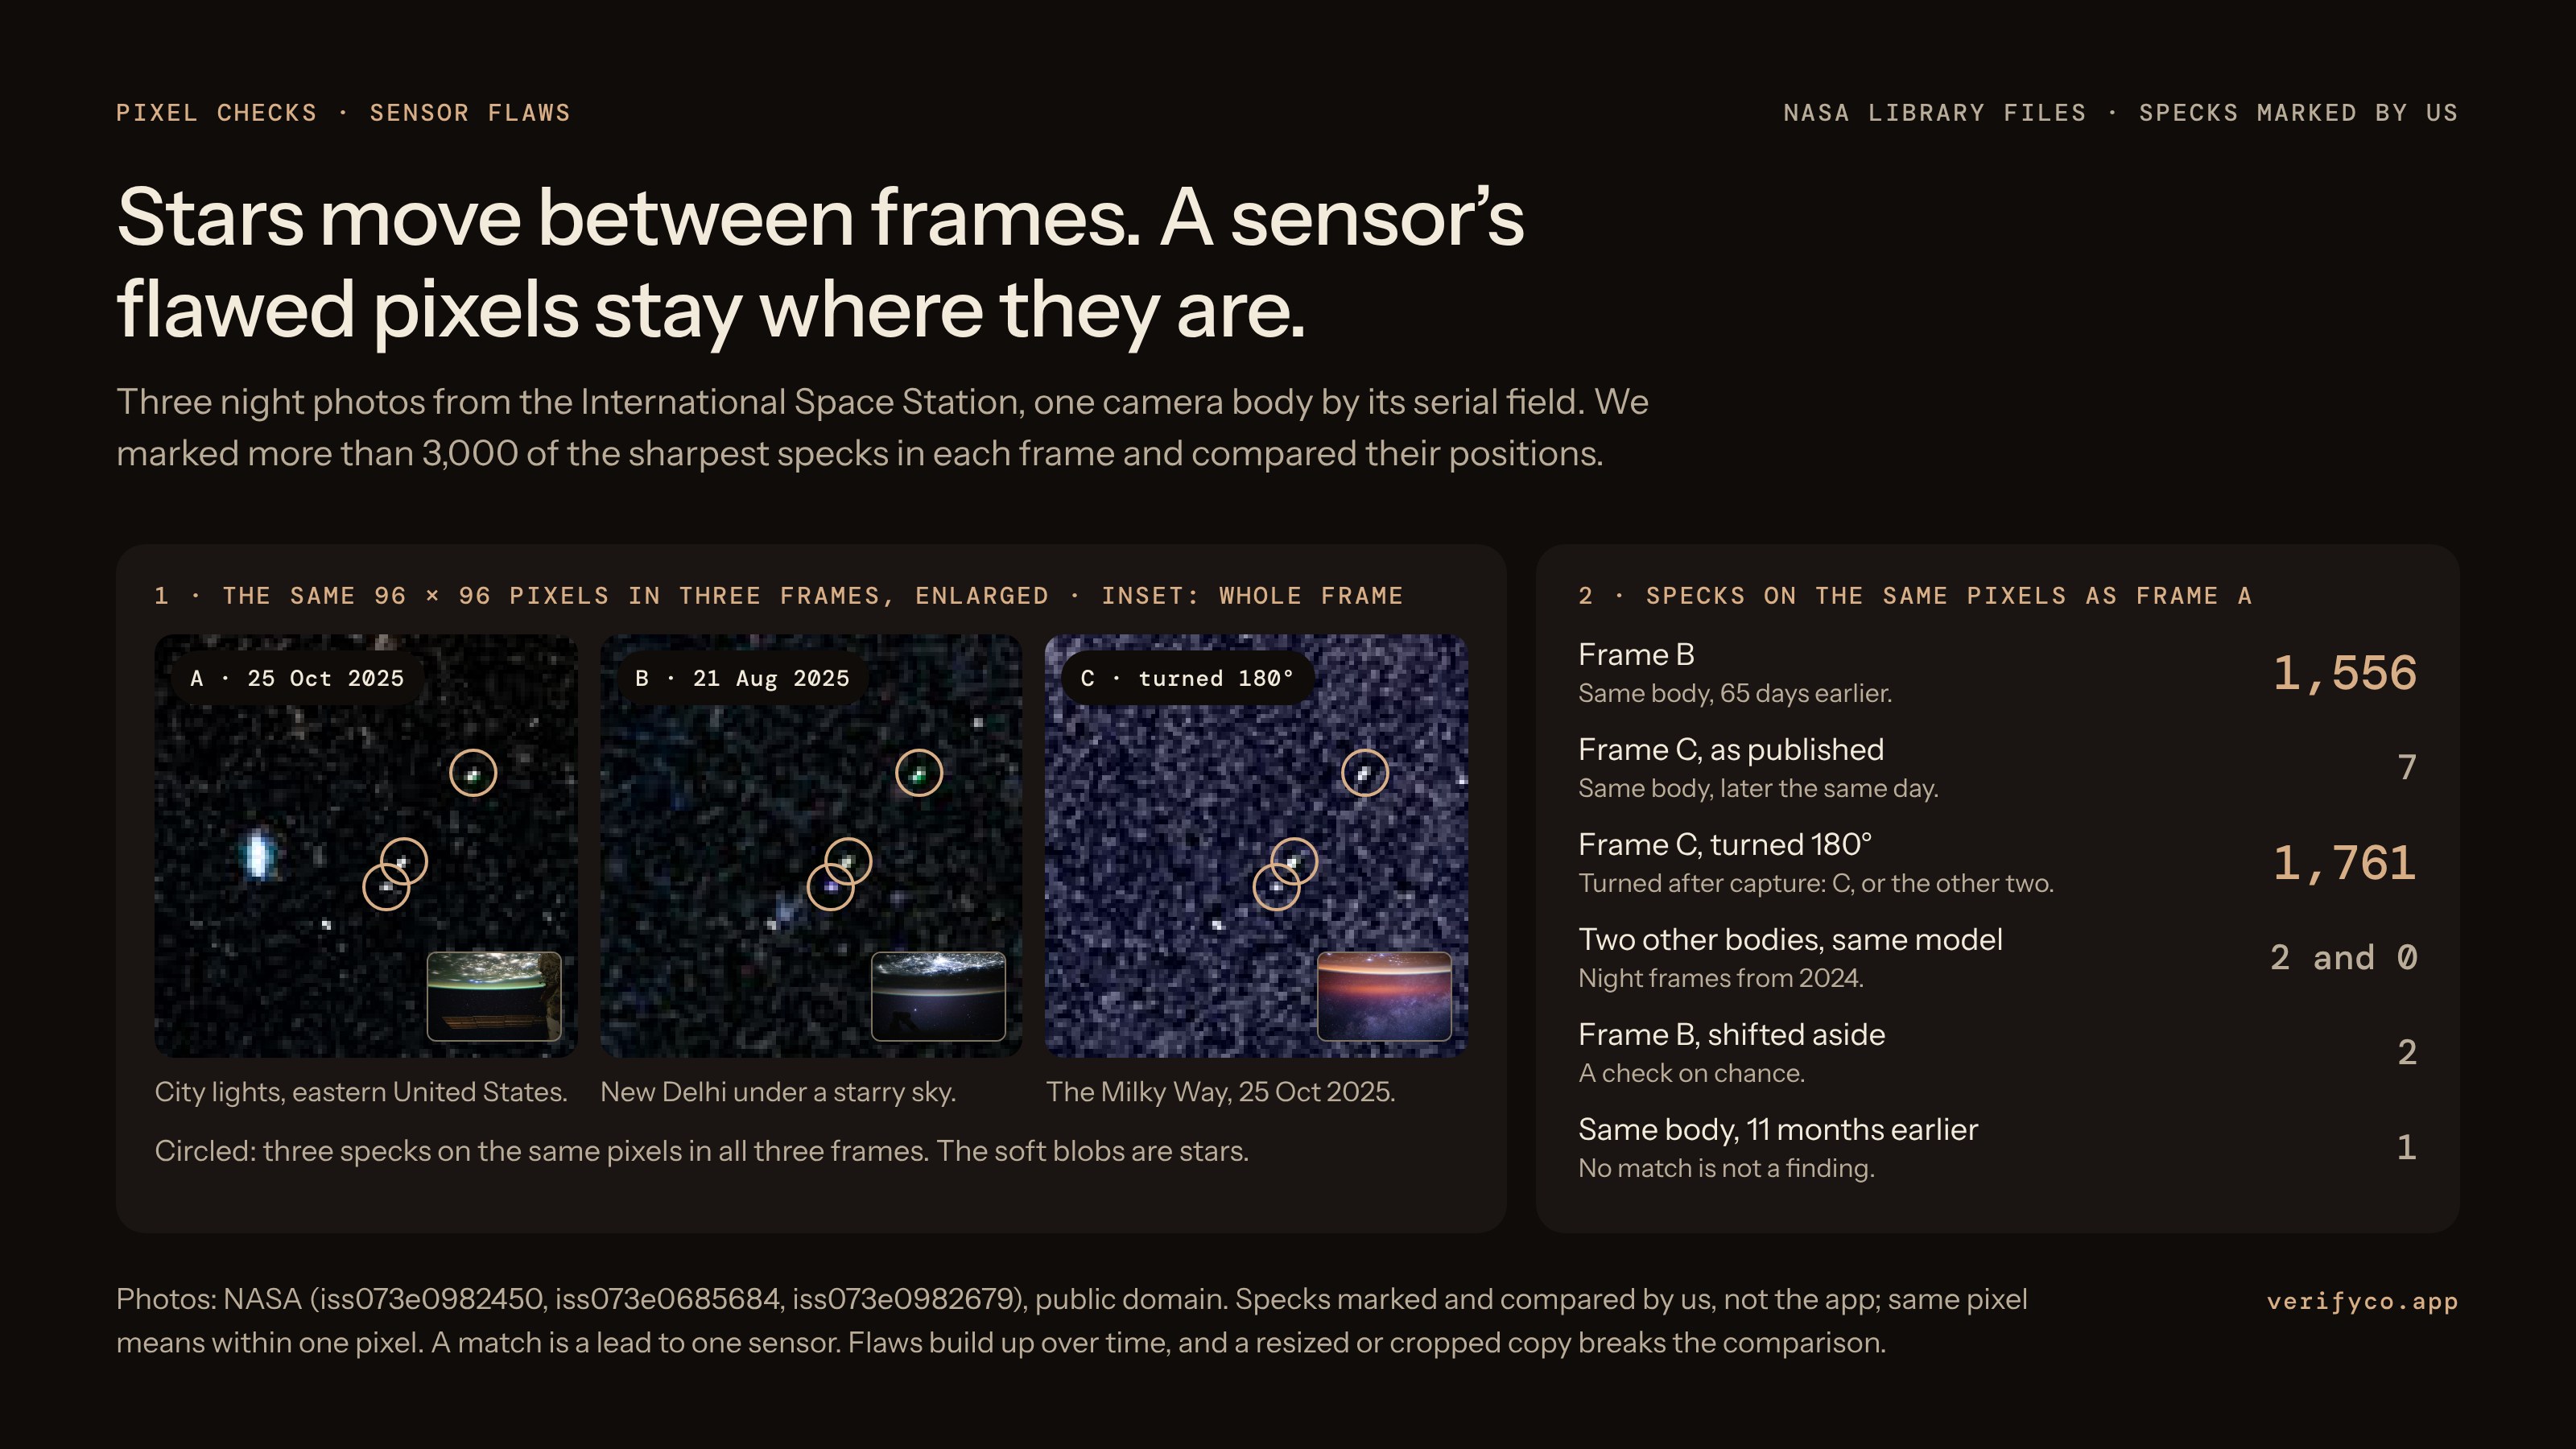 PIXEL CHECKS · SENSOR FLAWS
NASA LIBRARY FILES · SPECKS MARKED BY US
Stars move between frames. A sensor’s
flawed pixels stay where they are.
Three night photos from the International Space Station, one camera body by its serial field. We
marked more than 3,000 of the sharpest specks in each frame and compared their positions.
1 · THE SAME 96 × 96 PIXELS IN THREE FRAMES, ENLARGED · INSET: WHOLE FRAME
A · 25 Oct 2025
B · 21 Aug 2025
C · turned 180°
City lights, eastern United States.
New Delhi under a starry sky.
The Milky Way, 25 Oct 2025.
Circled: three specks on the same pixels in all three frames. The soft blobs are stars.
2 · SPECKS ON THE SAME PIXELS AS FRAME A
Frame B
Same body, 65 days earlier.
1,556
Frame C, as published
Same body, later the same day.
7
Frame C, turned 180°
Turned after capture: C, or the other two.
1,761
Two other bodies, same model
Night frames from 2024.
2 and 0
Frame B, shifted aside
A check on chance.
2
Same body, 11 months earlier
No match is not a finding.
1
Photos: NASA (iss073e0982450, iss073e0685684, iss073e0982679), public domain. Specks marked and compared by us, not the app; same pixel
means within one pixel. A match is a lead to one sensor. Flaws build up over time, and a resized or cropped copy breaks the comparison.
verifyco.app